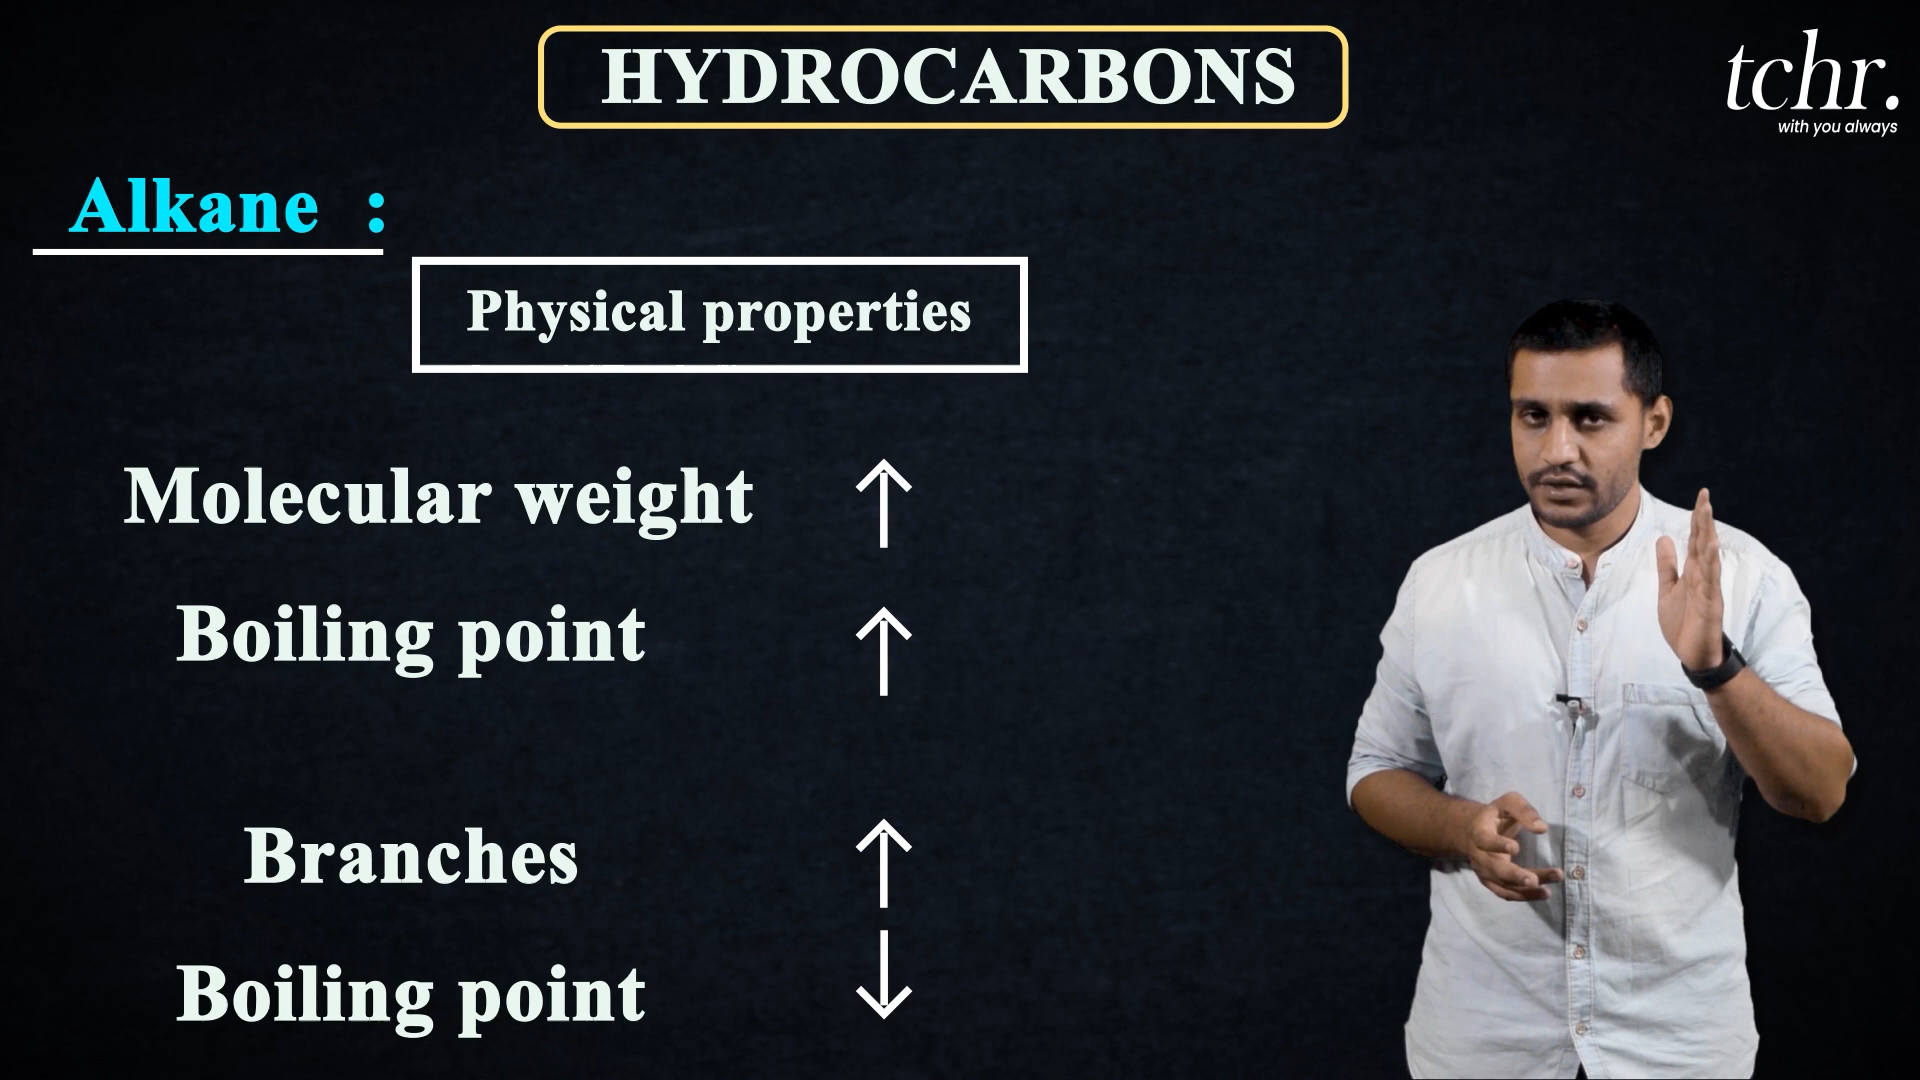 HYDROCARBONS
tchr.
with you always
Alkane :
Physical properties
Molecular weight ↑
Boiling point ↑
Branches ↑
Boiling point ↓